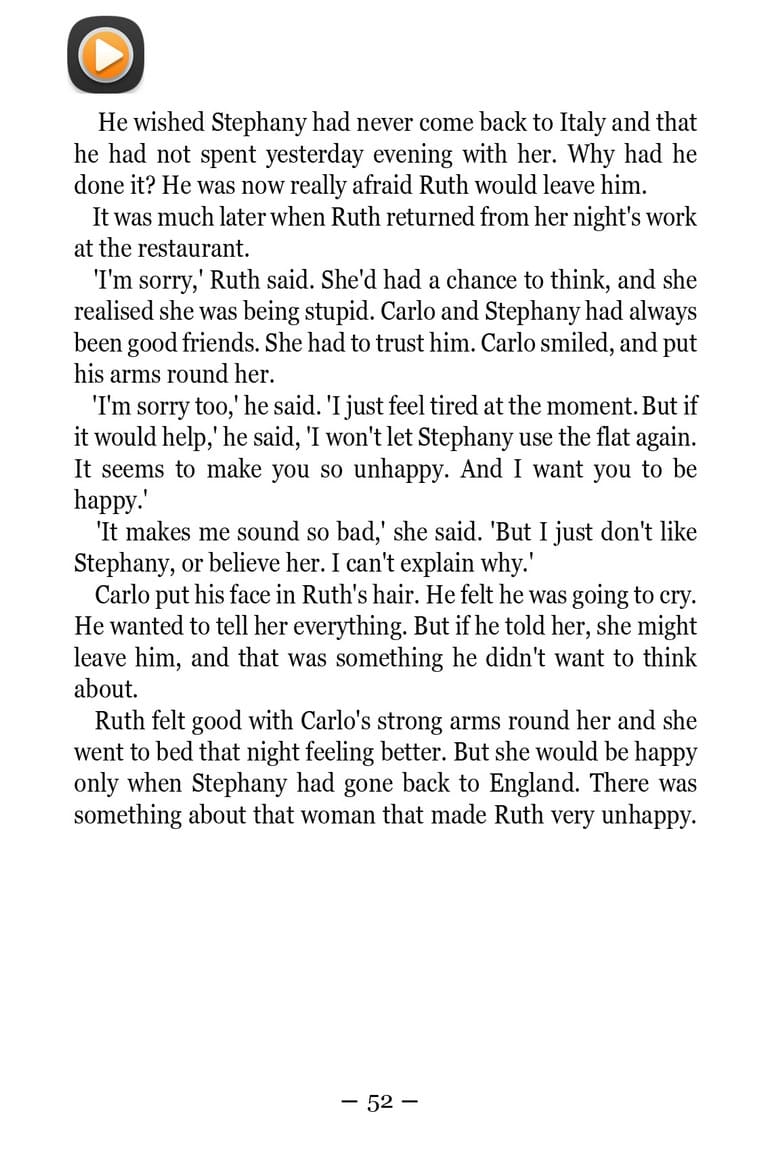 He wished Stephany had never come back to Italy and that
he had not spent yesterday evening with her. Why had he
done it? He was now really afraid Ruth would leave him.
It was much later when Ruth returned from her night's work
at the restaurant.
'I'm sorry,' Ruth said. She'd had a chance to think, and she
realised she was being stupid. Carlo and Stephany had always
been good friends. She had to trust him. Carlo smiled, and put
his arms round her.
'I'm sorry too,' he said. 'I just feel tired at the moment. But if
it would help,' he said, 'I won't let Stephany use the flat again.
It seems to make you so unhappy. And I want you to be
happy.'
'It makes me sound so bad,' she said. 'But I just don't like
Stephany, or believe her. I can't explain why.'
Carlo put his face in Ruth's hair. He felt he was going to cry.
He wanted to tell her everything. But if he told her, she might
leave him, and that was something he didn't want to think
about.
Ruth felt good with Carlo's strong arms round her and she
went to bed that night feeling better. But she would be happy
only when Stephany had gone back to England. There was
something about that woman that made Ruth very unhappy.
– 52 –